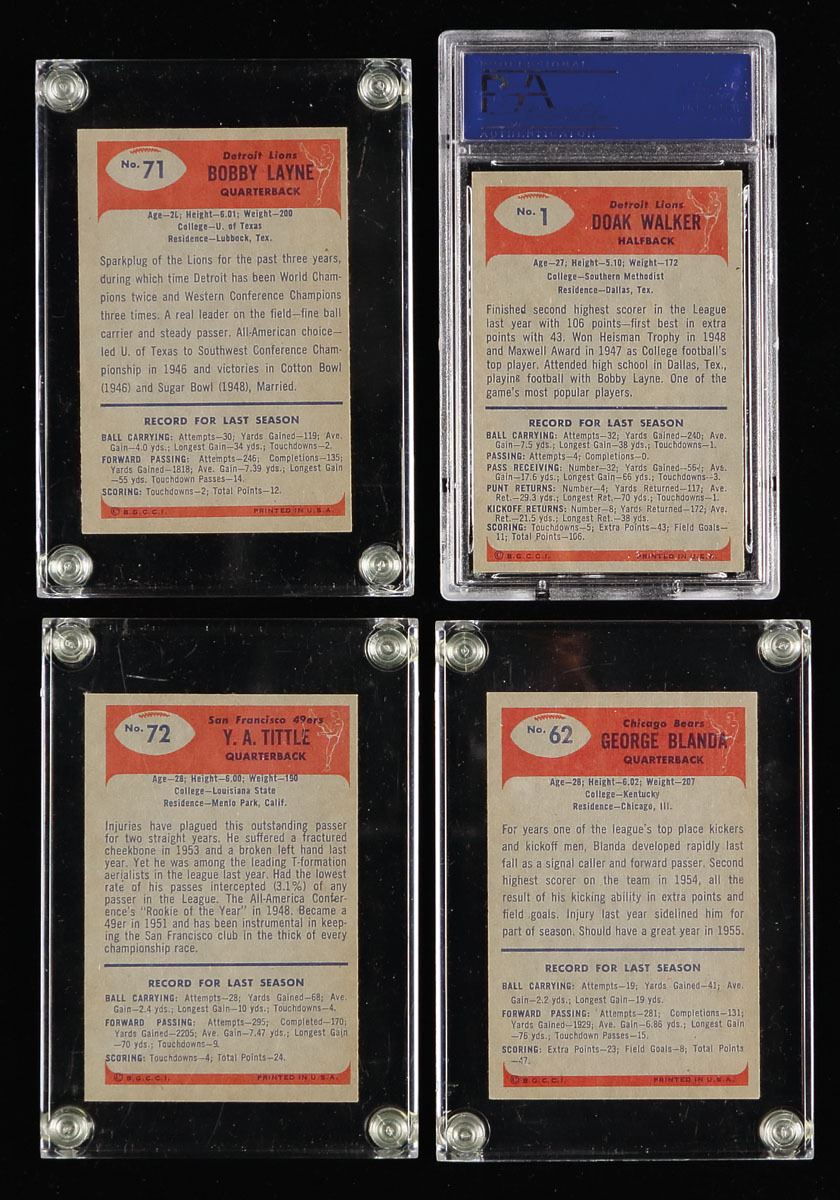 No. 71
Detroit Lions
BOBBY LAYNE
QUARTERBACK
Age—2L; Height—6.01; Weight—200
College—U. of Texas
Residence—Lubbock, Tex.
Sparkplug of the Lions for the past three years,
during which time Detroit has been World Cham-
pions twice and Western Conference Champions
three times. A real leader on the field—fine ball
carrier and steady passer. All-American choice—
led U. of Texas to Southwest Conference Cham-
pionship in 1946 and victories in Cotton Bowl
(1946) and Sugar Bowl (1948), Married.
RECORD FOR LAST SEASON
BALL CARRYING: Attempts—30; Yards Gained—119; Ave.
Gain—4.0 yds.; Longest Gain—34 yds.; Touchdowns—2.
FORWARD PASSING: Attempts—246; Completions—135;
Yards Gained—1818; Av. Gain—7.39 yds.; Longest Gain
—55 yds. Touchdown Passes—14.
SCORING: Touchdowns—2; Total Points—12.
© B.G.C.C.I. PRINTED IN U.S.A.
PROFESSIONAL
PSA
AUTHENTICATOR
No. 1
Detroit Lions
DOAK WALKER
HALFBACK
Age—27; Height—5.10; Weight—172
College—Southern Methodist
Residence—Dallas, Tex.
Finished second highest scorer in the League
last year with 106 points—first best in extra
points with 43. Won Heisman Trophy in 1948
and Maxwell Award in 1947 as College football's
top player. Attended high school in Dallas, Tex.,
playing football with Bobby Layne. One of the
game's most popular players.
RECORD FOR LAST SEASON
BALL CARRYING: Attempts—32; Yards Gained—240; Ave.
Gain—7.5 yds.; Longest Gain—38 yds.; Touchdowns—1.
PASSING: Attempts—4; Completions—0.
PASS RECEIVING: Number—32; Yards Gained—564; Ave.
Gain—17.6 yds.; Longest Gain—66 yds.; Touchdowns—3.
PUNT RETURNS: Number—4; Yards Returned—117; Ave.
Ret.—29.3 yds.; Longest Ret.—70 yds.; Touchdowns—1.
KICKOFF RETURNS: Number—8; Yards Returned—172; Ave.
Ret.—21.5 yds.; Longest Ret.—38 yds.
SCORING: Touchdowns—5; Extra Points—43; Field Goals—
11; Total Points—106.
© B.G.C.C.I. PRINTED IN U.S.A.
No. 72
San Francisco 49ers
Y. A. TITTLE
QUARTERBACK
Age—28; Height—6.00; Weight—190
College—Louisiana State
Residence—Menlo Park, Calif.
Injuries have plagued this outstanding passer
for two straight years. He suffered a fractured
cheekbone in 1953 and a broken left hand last
year. Yet he was among the leading T-formation
aerialists in the league last year. Had the lowest
rate of his passes intercepted (3.1%) of any
passer in the League. The All-America Confer-
ence's "Rookie of the Year" in 1948. Became a
49er in 1951 and has been instrumental in keep-
ing the San Francisco club in the thick of every
championship race.
RECORD FOR LAST SEASON
BALL CARRYING: Attempts—28; Yards Gained—68; Ave.
Gain—2.4 yds.; Longest Gain—10 yds.; Touchdowns—4.
FORWARD PASSING: Attempts—295; Completed—170;
Yards Gained—2205; Av. Gain—7.47 yds.; Longest Gain
—70 yds.; Touchdowns—9.
SCORING: Touchdowns—4; Total Points—24.
© B.G.C.C.I. PRINTED IN U.S.A.
No. 62
Chicago Bears
GEORGE BLANDA
QUARTERBACK
Age—28; Height—6.02; Weight—207
College—Kentucky
Residence—Chicago, Ill.
For years one of the league's top place kickers
and kickoff men, Blanda developed rapidly last
fall as a signal caller and forward passer. Second
highest scorer on the team in 1954, all the
result of his kicking ability in extra points and
field goals. Injury last year sidelined him for
part of season. Should have a great year in 1955.
RECORD FOR LAST SEASON
BALL CARRYING: Attempts—19; Yards Gained—41; Ave.
Gain—2.2 yds.; Longest Gain—19 yds.
FORWARD PASSING: Attempts—281; Completions—131;
Yards Gained—1929; Ave. Gain—6.86 yds.; Longest Gain
—76 yds.; Touchdown Passes—15.
SCORING: Extra Points—23; Field Goals—8; Total Points
—47.
© B.G.C.C.I. PRINTED IN U.S.A.